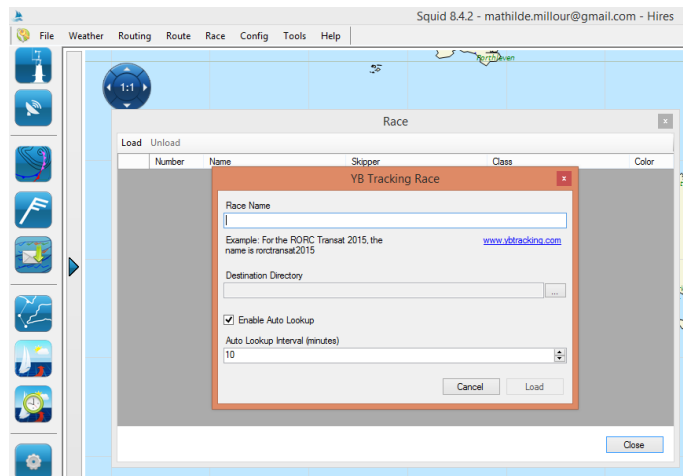 Squid 8.4.2 - mathilde.millour@gmail.com - Hires
File Weather Routing Route Race Config Tools Help
Porthleven
1:1
Race
x
Load Unload
Number Name Skipper Class Color
YB Tracking Race
x
Race Name
Example: For the RORC Transat 2015, the
name is rorctransat2015
www.ybtracking.com
Destination Directory
...
Enable Auto Lookup
Auto Lookup Interval (minutes)
10
Cancel Load
Close